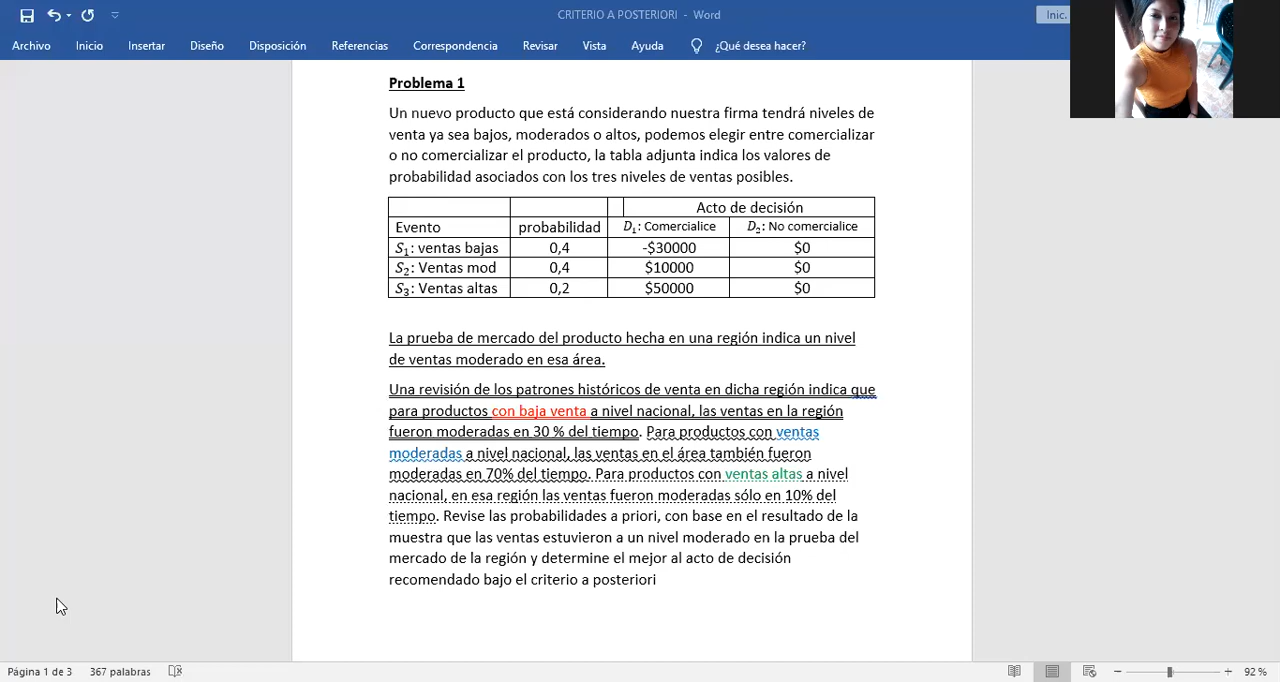 CRITERIO A POSTERIORI - Word
Inic.
Archivo Inicio Insertar Diseño Disposición Referencias Correspondencia Revisar Vista Ayuda ¿Qué desea hacer?
Problema 1
Un nuevo producto que está considerando nuestra firma tendrá niveles de
venta ya sea bajos, moderados o altos, podemos elegir entre comercializar
o no comercializar el producto, la tabla adjunta indica los valores de
probabilidad asociados con los tres niveles de ventas posibles.
Acto de decisión
Evento probabilidad D₁: Comercialice D₂: No comercialice
S₁: ventas bajas 0,4 -$30000 $0
S₂: Ventas mod 0,4 $10000 $0
S₃: Ventas altas 0,2 $50000 $0
La prueba de mercado del producto hecha en una región indica un nivel
de ventas moderado en esa área.
Una revisión de los patrones históricos de venta en dicha región indica que
para productos con baja venta a nivel nacional, las ventas en la región
fueron moderadas en 30 % del tiempo. Para productos con ventas
moderadas a nivel nacional, las ventas en el área también fueron
moderadas en 70% del tiempo. Para productos con ventas altas a nivel
nacional, en esa región las ventas fueron moderadas sólo en 10% del
tiempo. Revise las probabilidades a priori, con base en el resultado de la
muestra que las ventas estuvieron a un nivel moderado en la prueba del
mercado de la región y determine el mejor al acto de decisión
recomendado bajo el criterio a posteriori
Página 1 de 3 367 palabras 92 %